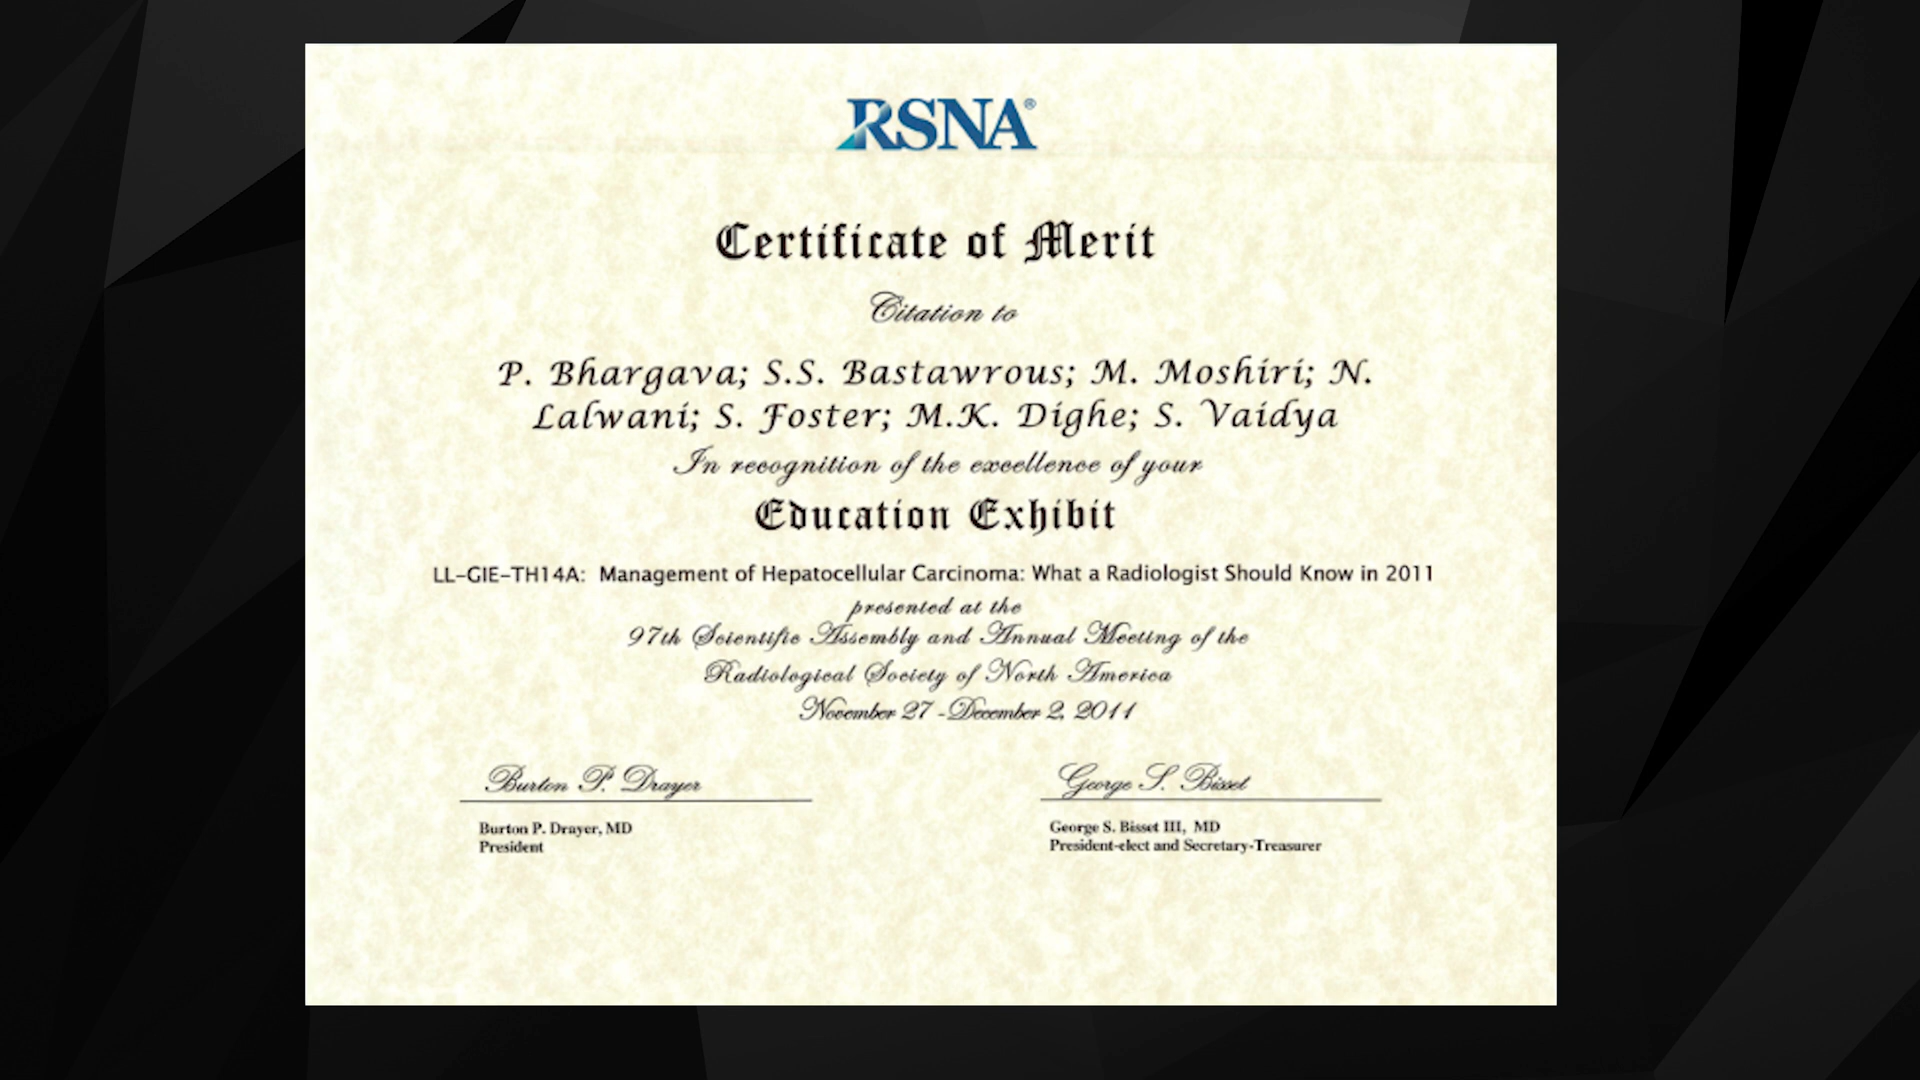 RSNA®
Certificate of Merit
Citation to
P. Bhargava; S.S. Bastawrous; M. Moshiri; N.
Lalwani; S. Foster; M.K. Dighe; S. Vaidya
In recognition of the excellence of your
Education Exhibit
LL-GIE-TH14A: Management of Hepatocellular Carcinoma: What a Radiologist Should Know in 2011
presented at the
97th Scientific Assembly and Annual Meeting of the
Radiological Society of North America
November 27 - December 2, 2011
Burton P. Drayer
George S. Bisset
Burton P. Drayer, MD
George S. Bisset III, MD
President
President-elect and Secretary-Treasurer